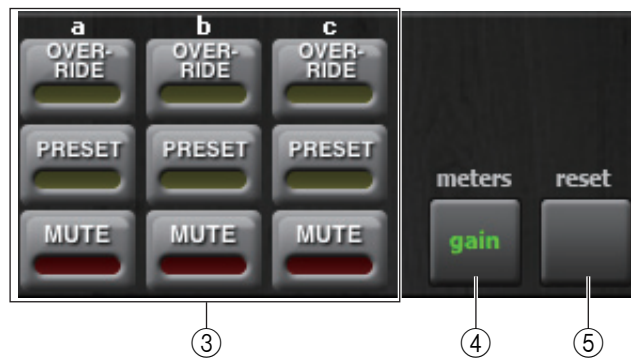 a b c
OVER-
RIDE
OVER-
RIDE
OVER-
RIDE
PRESET PRESET PRESET
meters reset
MUTE MUTE MUTE
gain
③ ④ ⑤